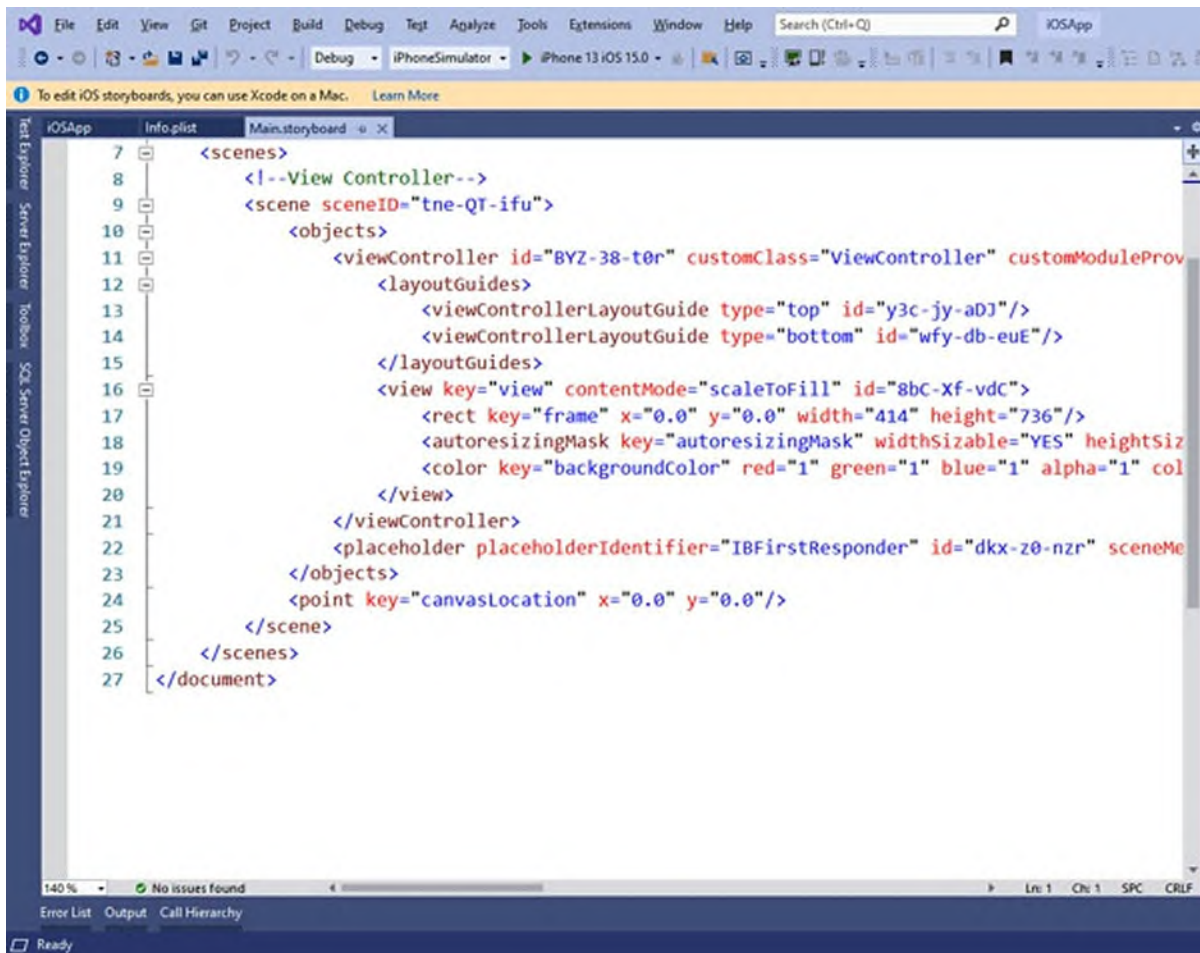 File Edit View Git Project Build Debug Test Analyze Tools Extensions Window Help Search (Ctrl+Q) iOSApp
Debug iPhoneSimulator iPhone 13 iOS 15.0
To edit iOS storyboards, you can use Xcode on a Mac. Learn More
iOSApp Info.plist Main.storyboard
Test Explorer
Server Explorer
Toolbox
SQL Server Object Explorer
7 <scenes>
8 <!--View Controller-->
9 <scene sceneID="tne-QT-ifu">
10 <objects>
11 <viewController id="BYZ-38-t0r" customClass="ViewController" customModuleProv
12 <layoutGuides>
13 <viewControllerLayoutGuide type="top" id="y3c-jy-aDJ"/>
14 <viewControllerLayoutGuide type="bottom" id="wfy-db-euE"/>
15 </layoutGuides>
16 <view key="view" contentMode="scaleToFill" id="8bC-Xf-vdC">
17 <rect key="frame" x="0.0" y="0.0" width="414" height="736"/>
18 <autoresizingMask key="autoresizingMask" widthSizable="YES" heightSiz
19 <color key="backgroundColor" red="1" green="1" blue="1" alpha="1" col
20 </view>
21 </viewController>
22 <placeholder placeholderIdentifier="IBFirstResponder" id="dkx-z0-nzr" sceneMe
23 </objects>
24 <point key="canvasLocation" x="0.0" y="0.0"/>
25 </scene>
26 </scenes>
27 </document>
140 % No issues found Ln: 1 Ch: 1 SPC CRLF
Error List Output Call Hierarchy
Ready